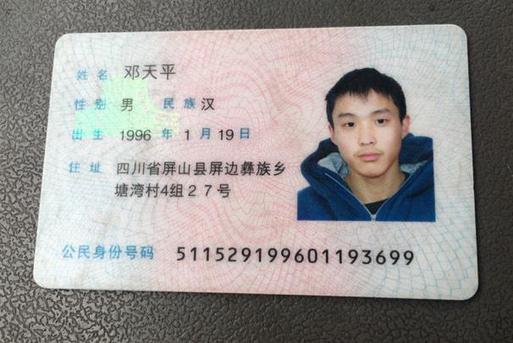 姓名 邓天平
性别 男 民族 汉
出生 1996 年 1 月 19 日
住址 四川省屏山县屏边彝族乡
塘湾村4组27号
公民身份号码 511529199601193699